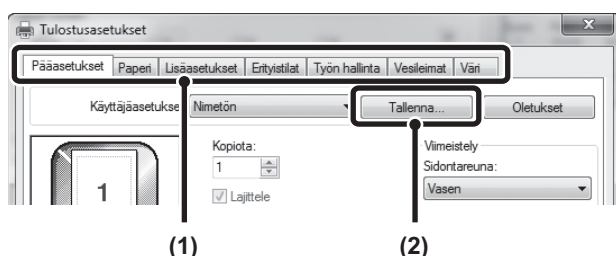 Tulostusasetukset
Pääasetukset Paperi Lisäasetukset Erityistilat Työn hallinta Vesileimat Väri
Käyttäjäasetukse Nimetön Tallenna... Oletukset
Kopiota: Viimeistely
1 Sidontareuna:
1 Lajittele Vasen
(1) (2)